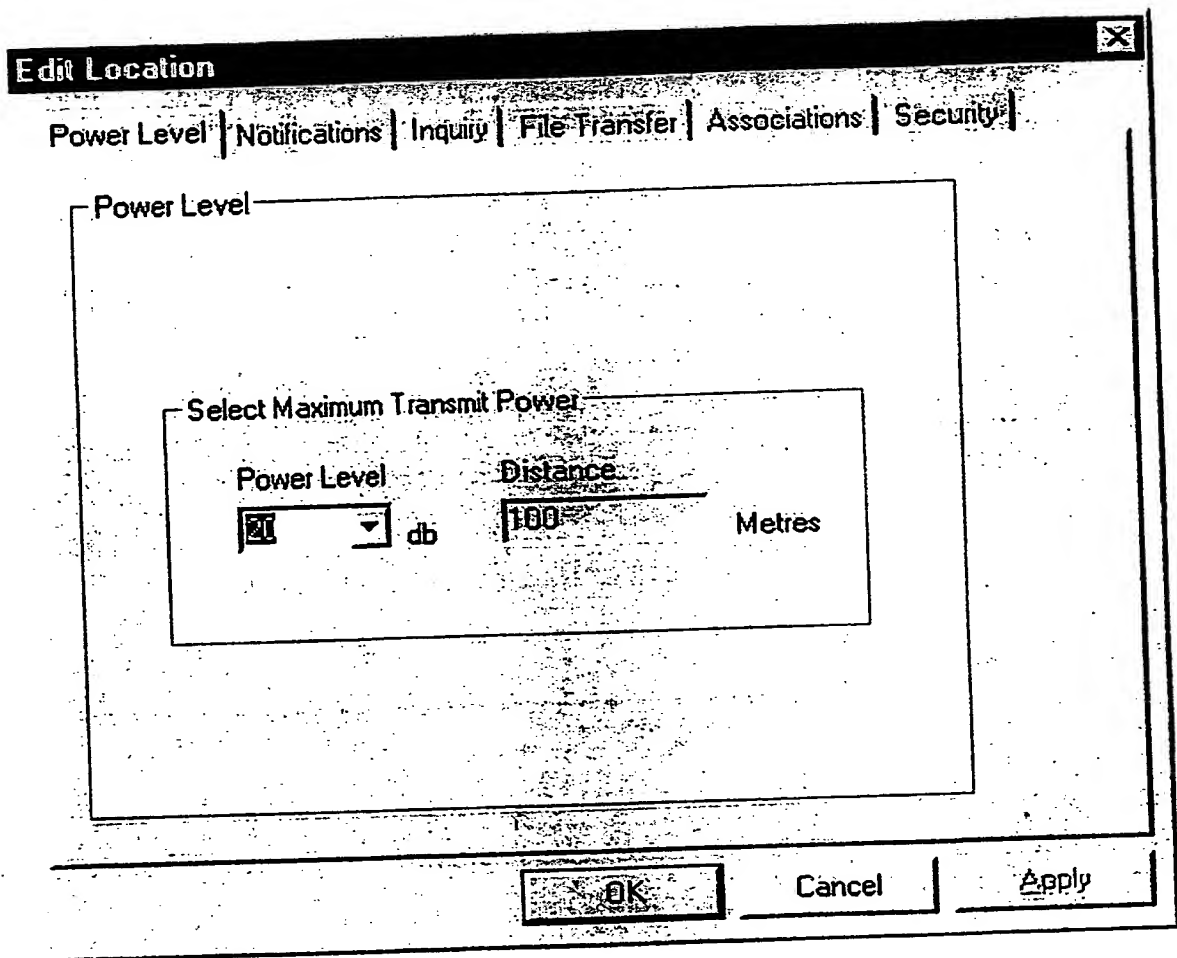 Edit Location
Power Level Notifications Inquiry File Transfer Associations Security
Power Level
Select Maximum Transmit Power
Power Level Distance
db 100 Metres
OK Cancel Apply